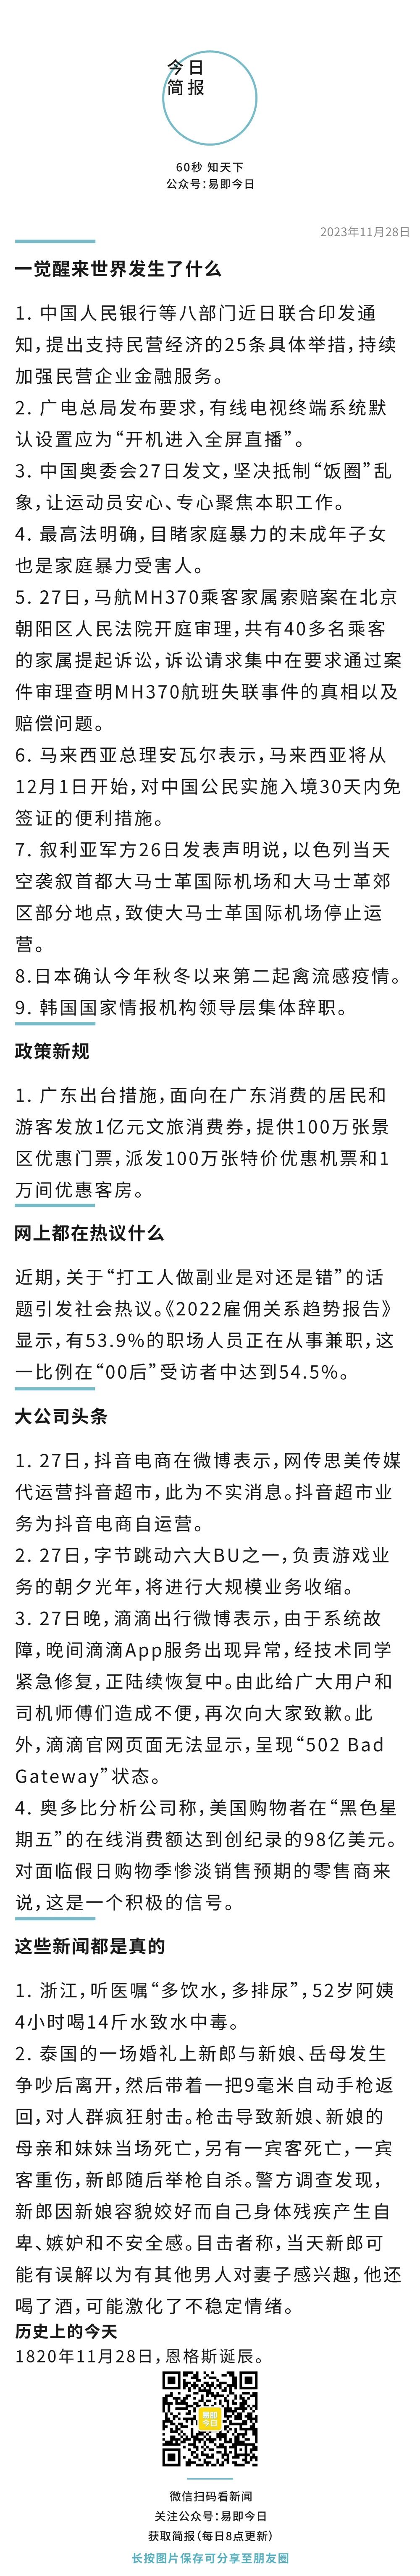 今日
简报
60秒 知天下
公众号：易即今日
2023年11月28日
一觉醒来世界发生了什么
1. 中国人民银行等八部门近日联合印发通
知，提出支持民营经济的25条具体举措，持续
加强民营企业金融服务。
2. 广电总局发布要求，有线电视终端系统默
认设置应为“开机进入全屏直播”。
3. 中国奥委会27日发文，坚决抵制“饭圈”乱
象，让运动员安心、专心聚焦本职工作。
4. 最高法明确，目睹家庭暴力的未成年子女
也是家庭暴力受害人。
5. 27日，马航MH370乘客家属索赔案在北京
朝阳区人民法院开庭审理，共有40多名乘客
的家属提起诉讼，诉讼请求集中在要求通过案
件审理查明MH370航班失联事件的真相以及
赔偿问题。
6. 马来西亚总理安瓦尔表示，马来西亚将从
12月1日开始，对中国公民实施入境30天内免
签证的便利措施。
7. 叙利亚军方26日发表声明说，以色列当天
空袭叙首都大马士革国际机场和大马士革郊
区部分地点，致使大马士革国际机场停止运
营。
8.日本确认今年秋冬以来第二起禽流感疫情。
9. 韩国国家情报机构领导层集体辞职。
政策新规
1. 广东出台措施，面向在广东消费的居民和
游客发放1亿元文旅消费券，提供100万张景
区优惠门票，派发100万张特价优惠机票和1
万间优惠客房。
网上都在热议什么
近期，关于“打工人做副业是对还是错”的话
题引发社会热议。《2022雇佣关系趋势报告》
显示，有53.9%的职场人员正在从事兼职，这
一比例在“00后”受访者中达到54.5%。
大公司头条
1. 27日，抖音电商在微博表示，网传思美传媒
代运营抖音超市，此为不实消息。抖音超市业
务为抖音电商自运营。
2. 27日，字节跳动六大BU之一，负责游戏业
务的朝夕光年，将进行大规模业务收缩。
3. 27日晚，滴滴出行微博表示，由于系统故
障，晚间滴滴App服务出现异常，经技术同学
紧急修复，正陆续恢复中。由此给广大用户和
司机师傅们造成不便，再次向大家致歉。此
外，滴滴官网页面无法显示，呈现“502 Bad
Gateway”状态。
4. 奥多比分析公司称，美国购物者在“黑色星
期五”的在线消费额达到创纪录的98亿美元。
对面临假日购物季惨淡销售预期的零售商来
说，这是一个积极的信号。
这些新闻都是真的
1. 浙江，听医嘱“多饮水，多排尿”，52岁阿姨
4小时喝14斤水致水中毒。
2. 泰国的一场婚礼上新郎与新娘、岳母发生
争吵后离开，然后带着一把9毫米自动手枪返
回，对人群疯狂射击。枪击导致新娘、新娘的
母亲和妹妹当场死亡，另有一宾客死亡，一宾
客重伤，新郎随后举枪自杀。警方调查发现，
新郎因新娘容貌姣好而自己身体残疾产生自
卑、嫉妒和不安全感。目击者称，当天新郎可
能有误解以为有其他男人对妻子感兴趣，他还
喝了酒，可能激化了不稳定情绪。
历史上的今天
1820年11月28日，恩格斯诞辰。
易即
今日
微信扫码看新闻
关注公众号：易即今日
获取简报（每日8点更新）
长按图片保存可分享至朋友圈